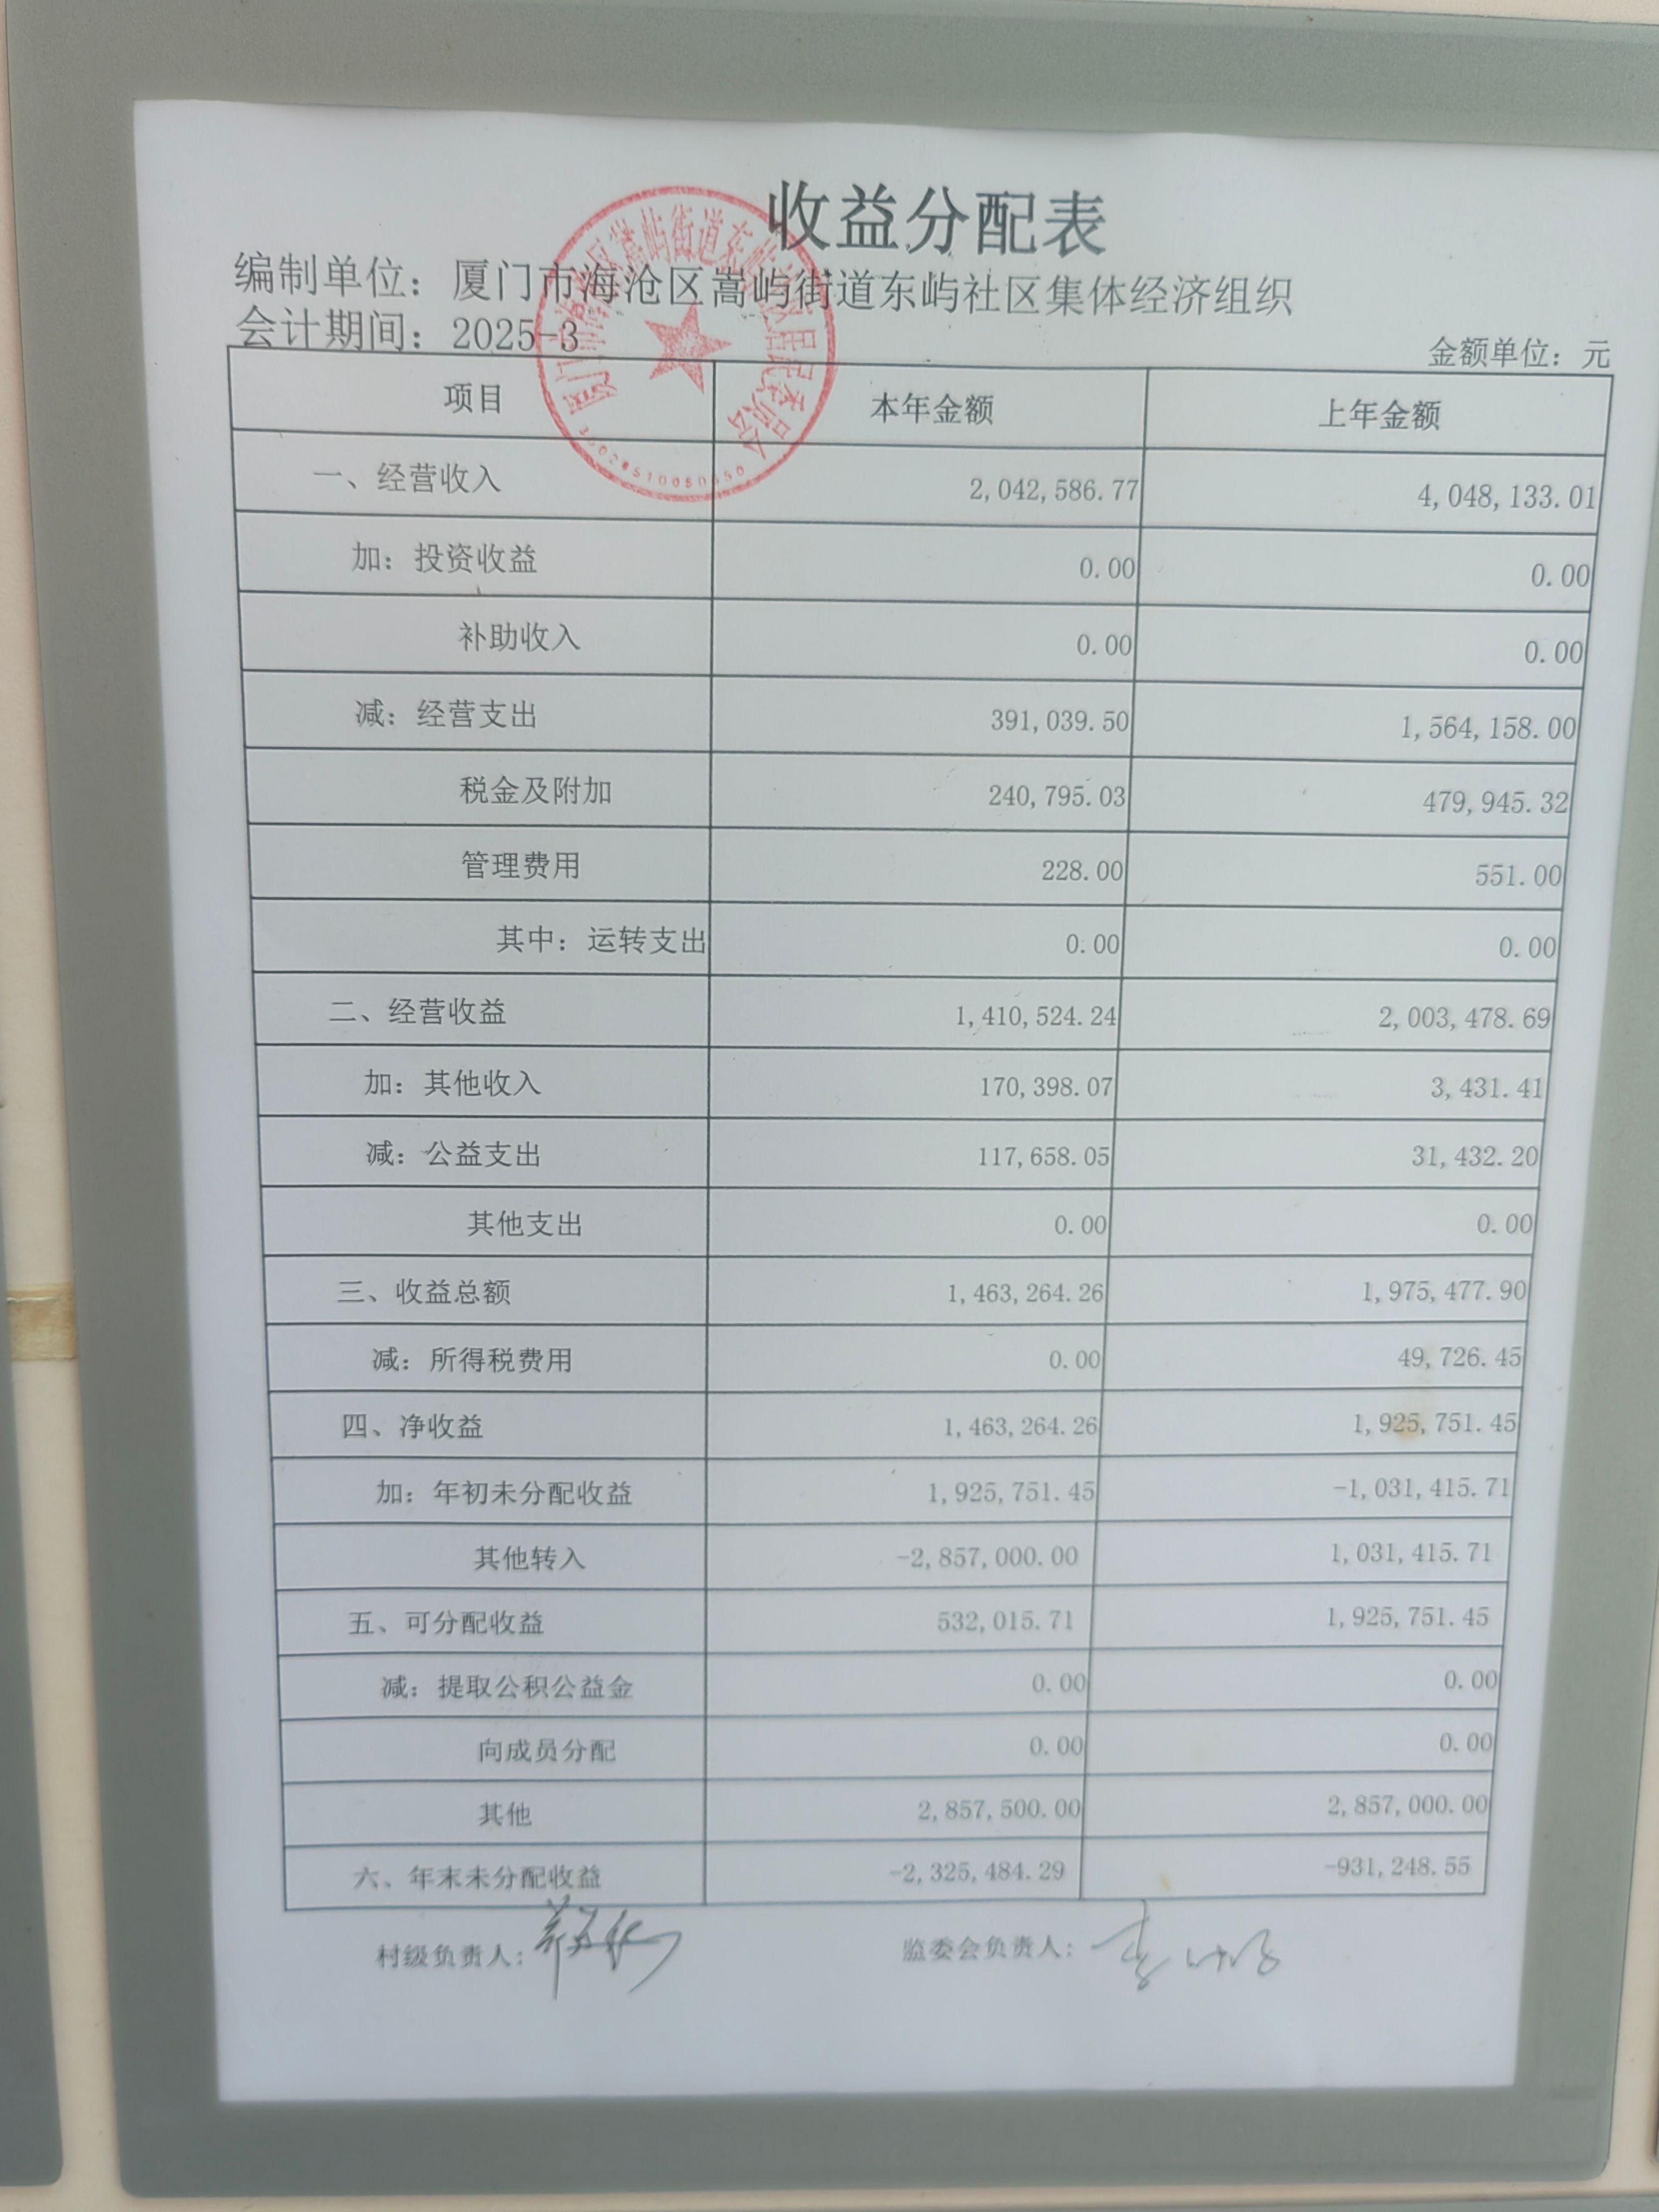 收益分配表
编制单位：厦门市海沧区嵩屿街道东屿社区集体经济组织
会计期间：2025-3
金额单位：元
项目 本年金额 上年金额
一、经营收入 2,042,586.77 4,048,133.01
加：投资收益 0.00 0.00
补助收入 0.00 0.00
减：经营支出 391,039.50 1,564,158.00
税金及附加 240,795.03 479,945.32
管理费用 228.00 551.00
其中：运转支出 0.00 0.00
二、经营收益 1,410,524.24 2,003,478.69
加：其他收入 170,398.07 3,431.41
减：公益支出 117,658.05 31,432.20
其他支出 0.00 0.00
三、收益总额 1,463,264.26 1,975,477.90
减：所得税费用 0.00 49,726.45
四、净收益 1,463,264.26 1,925,751.45
加：年初未分配收益 1,925,751.45 -1,031,415.71
其他转入 -2,857,000.00 1,031,415.71
五、可分配收益 532,015.71 1,925,751.45
减：提取公积公益金 0.00 0.00
向成员分配 0.00 0.00
其他 2,857,500.00 2,857,000.00
六、年末未分配收益 -2,325,484.29 -931,248.55
村级负责人： 监委会负责人：